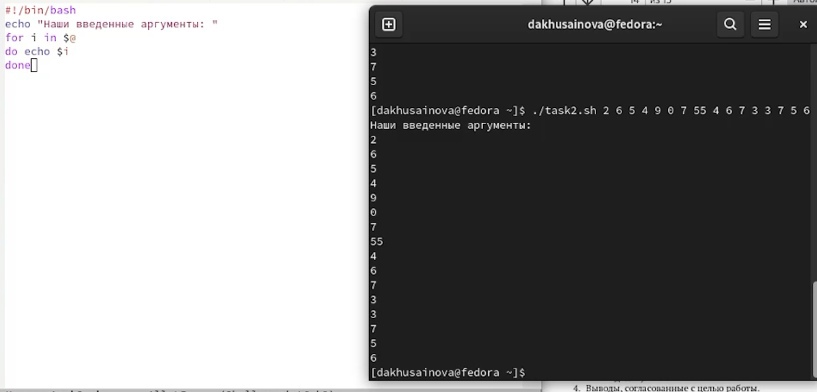 #!/bin/bash
echo "Наши введенные аргументы: "
for i in $@
do echo $i
done
dakhusainova@fedora:~
3
7
5
6
[dakhusainova@fedora ~]$ ./task2.sh 2 6 5 4 9 0 7 55 4 6 7 3 3 7 5 6
Наши введенные аргументы:
2
6
5
4
9
0
7
55
4
6
7
3
3
7
5
6
[dakhusainova@fedora ~]$
4. Выводы, согласованные с целью работы.